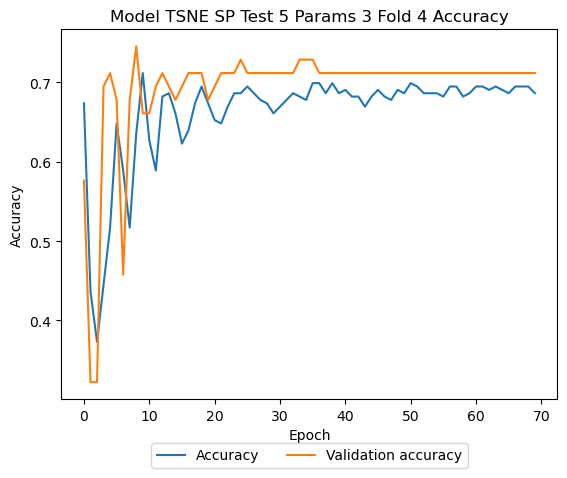 Model TSNE SP Test 5 Params 3 Fold 4 Accuracy
Accuracy
0.7
0.6
0.5
0.4
0 10 20 30 40 50 60 70
Epoch
Accuracy Validation accuracy